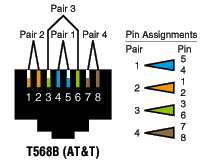 Pair 3
Pair 2 Pair 1 Pair 4
1 2 3 4 5 6 7 8
T568B (AT&T)
Pin Assignments
Pair Pin
1 5
4
2 1
2
3 3
6
4 7
8